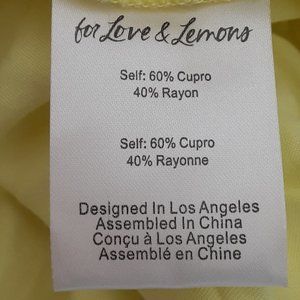 for Love & Lemons
Self: 60% Cupro
40% Rayon
Self: 60% Cupro
40% Rayonne
Designed In Los Angeles
Assembled In China
Conçu à Los Angeles
Assemblé en Chine